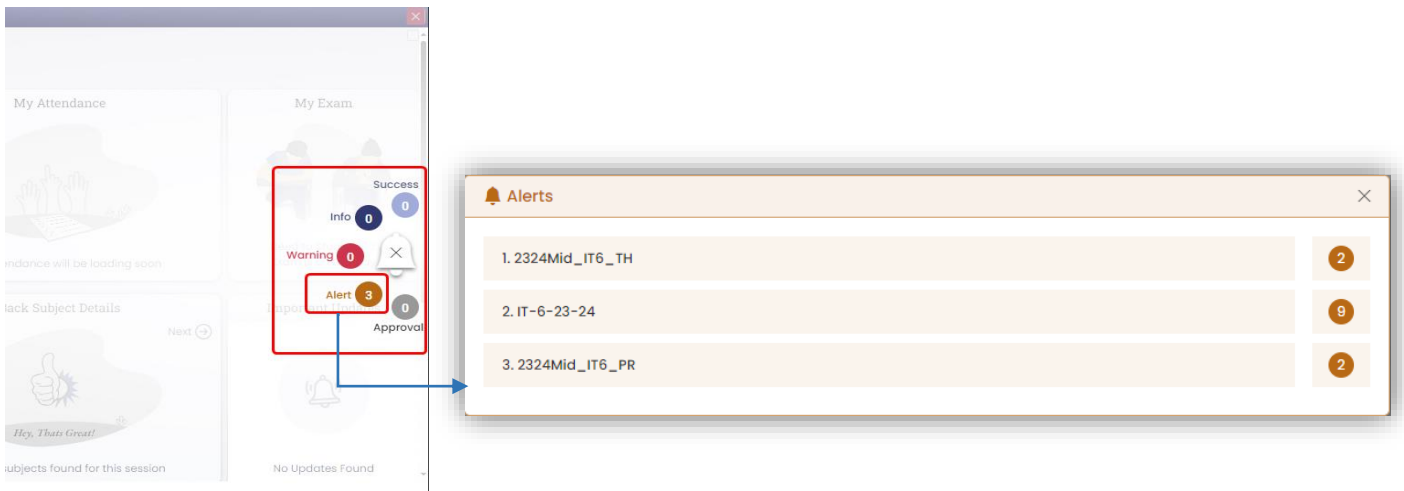 My Attendance
My Exam
Success
0
Info 0
Warning 0
endance will be loading soon
Alert 3
Back Subject Details
0
Next
Approval
Hey, Thats Great!
subjects found for this session
No Updates Found
Alerts
1. 2324Mid_IT6_TH
2
2. IT-6-23-24
9
3. 2324Mid_IT6_PR
2